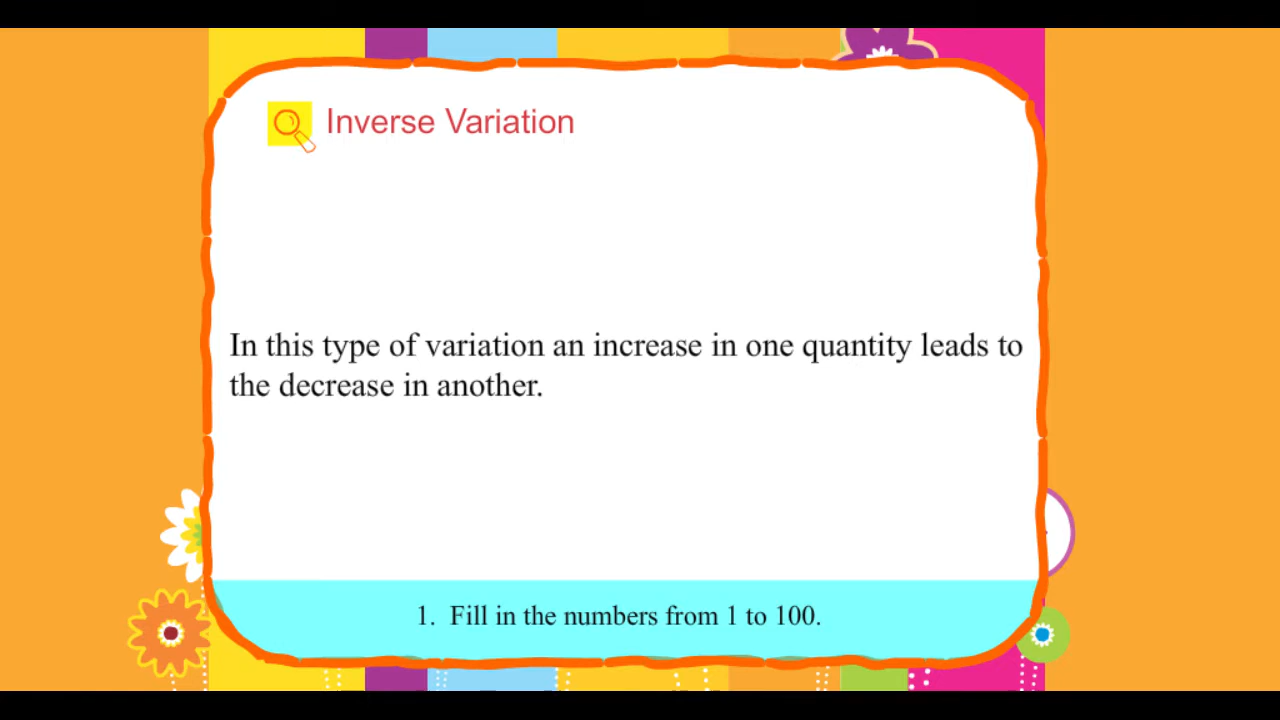 Inverse Variation
In this type of variation an increase in one quantity leads to
the decrease in another.
1. Fill in the numbers from 1 to 100.